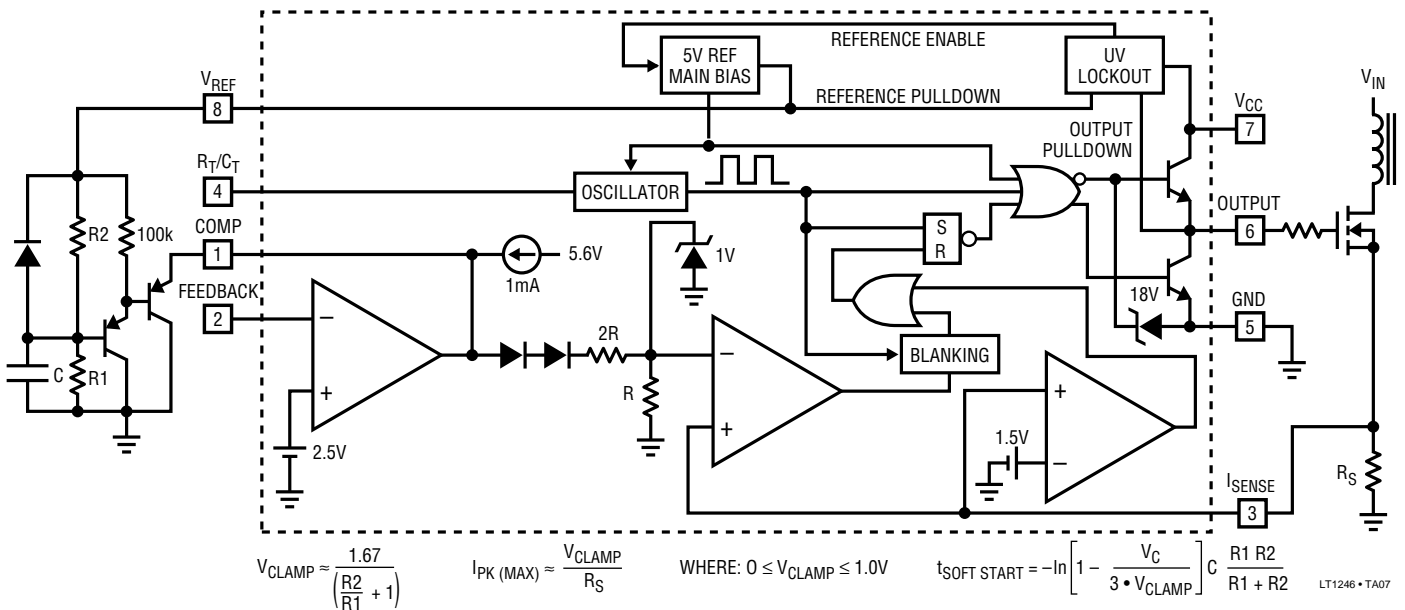 REFERENCE ENABLE
5V REF
MAIN BIAS
UV
LOCKOUT
V_REF
8
REFERENCE PULLDOWN
V_IN
V_CC
7
OUTPUT
PULLDOWN
R_T/C_T
4
OSCILLATOR
COMP
1
R2
100k
5.6V
1mA
1V
S
R
OUTPUT
6
FEEDBACK
2
18V
GND
5
2R
BLANKING
C
R1
R
2.5V
1.5V
R_S
I_SENSE
3
−
+
−
+
+
−
V_CLAMP ≈ 1.67 / (R2/R1 + 1)
I_PK (MAX) ≈ V_CLAMP / R_S
WHERE: O ≤ V_CLAMP ≤ 1.0V
t_SOFT START = –ln [1 – V_C / 3 • V_CLAMP] C R1 R2 / R1 + R2
LT1246 • TA07